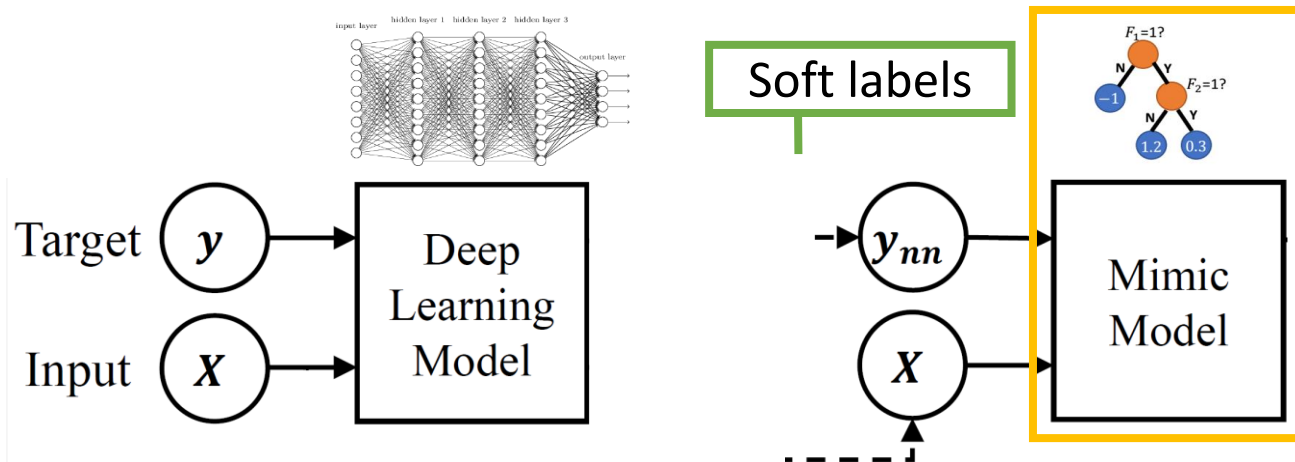 input layer
hidden layer 1 hidden layer 2 hidden layer 3
output layer
Soft labels
F₁=1?
N
Y
F₂=1?
−1
N
Y
1.2
0.3
Target
y
Deep
Learning
Model
Input
X
yₙₙ
X
Mimic
Model